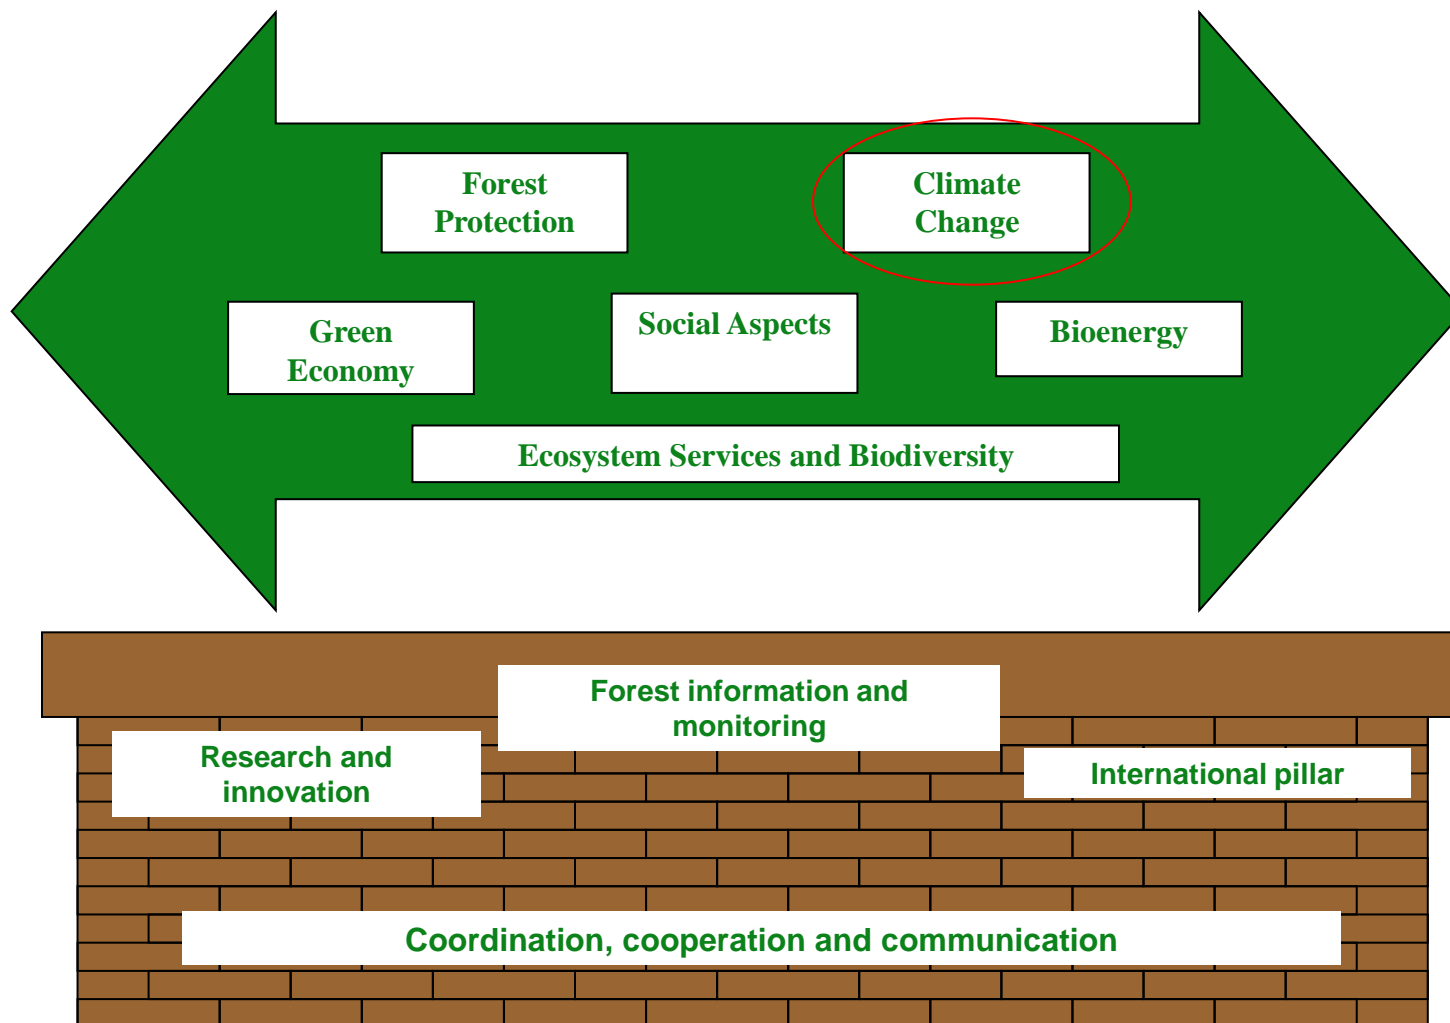 Forest
Protection
Climate
Change
Green
Economy
Social Aspects
Bioenergy
Ecosystem Services and Biodiversity
Forest information and
monitoring
Research and
innovation
International pillar
Coordination, cooperation and communication